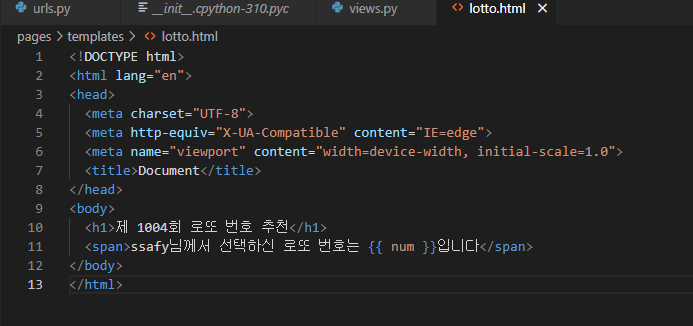 urls.py __init__.cpython-310.pyc views.py lotto.html
pages > templates > lotto.html
1 <!DOCTYPE html>
2 <html lang="en">
3 <head>
4 <meta charset="UTF-8">
5 <meta http-equiv="X-UA-Compatible" content="IE=edge">
6 <meta name="viewport" content="width=device-width, initial-scale=1.0">
7 <title>Document</title>
8 </head>
9 <body>
10 <h1>제 1004회 로또 번호 추천</h1>
11 <span>ssafy님께서 선택하신 로또 번호는 {{ num }}입니다</span>
12 </body>
13 </html>